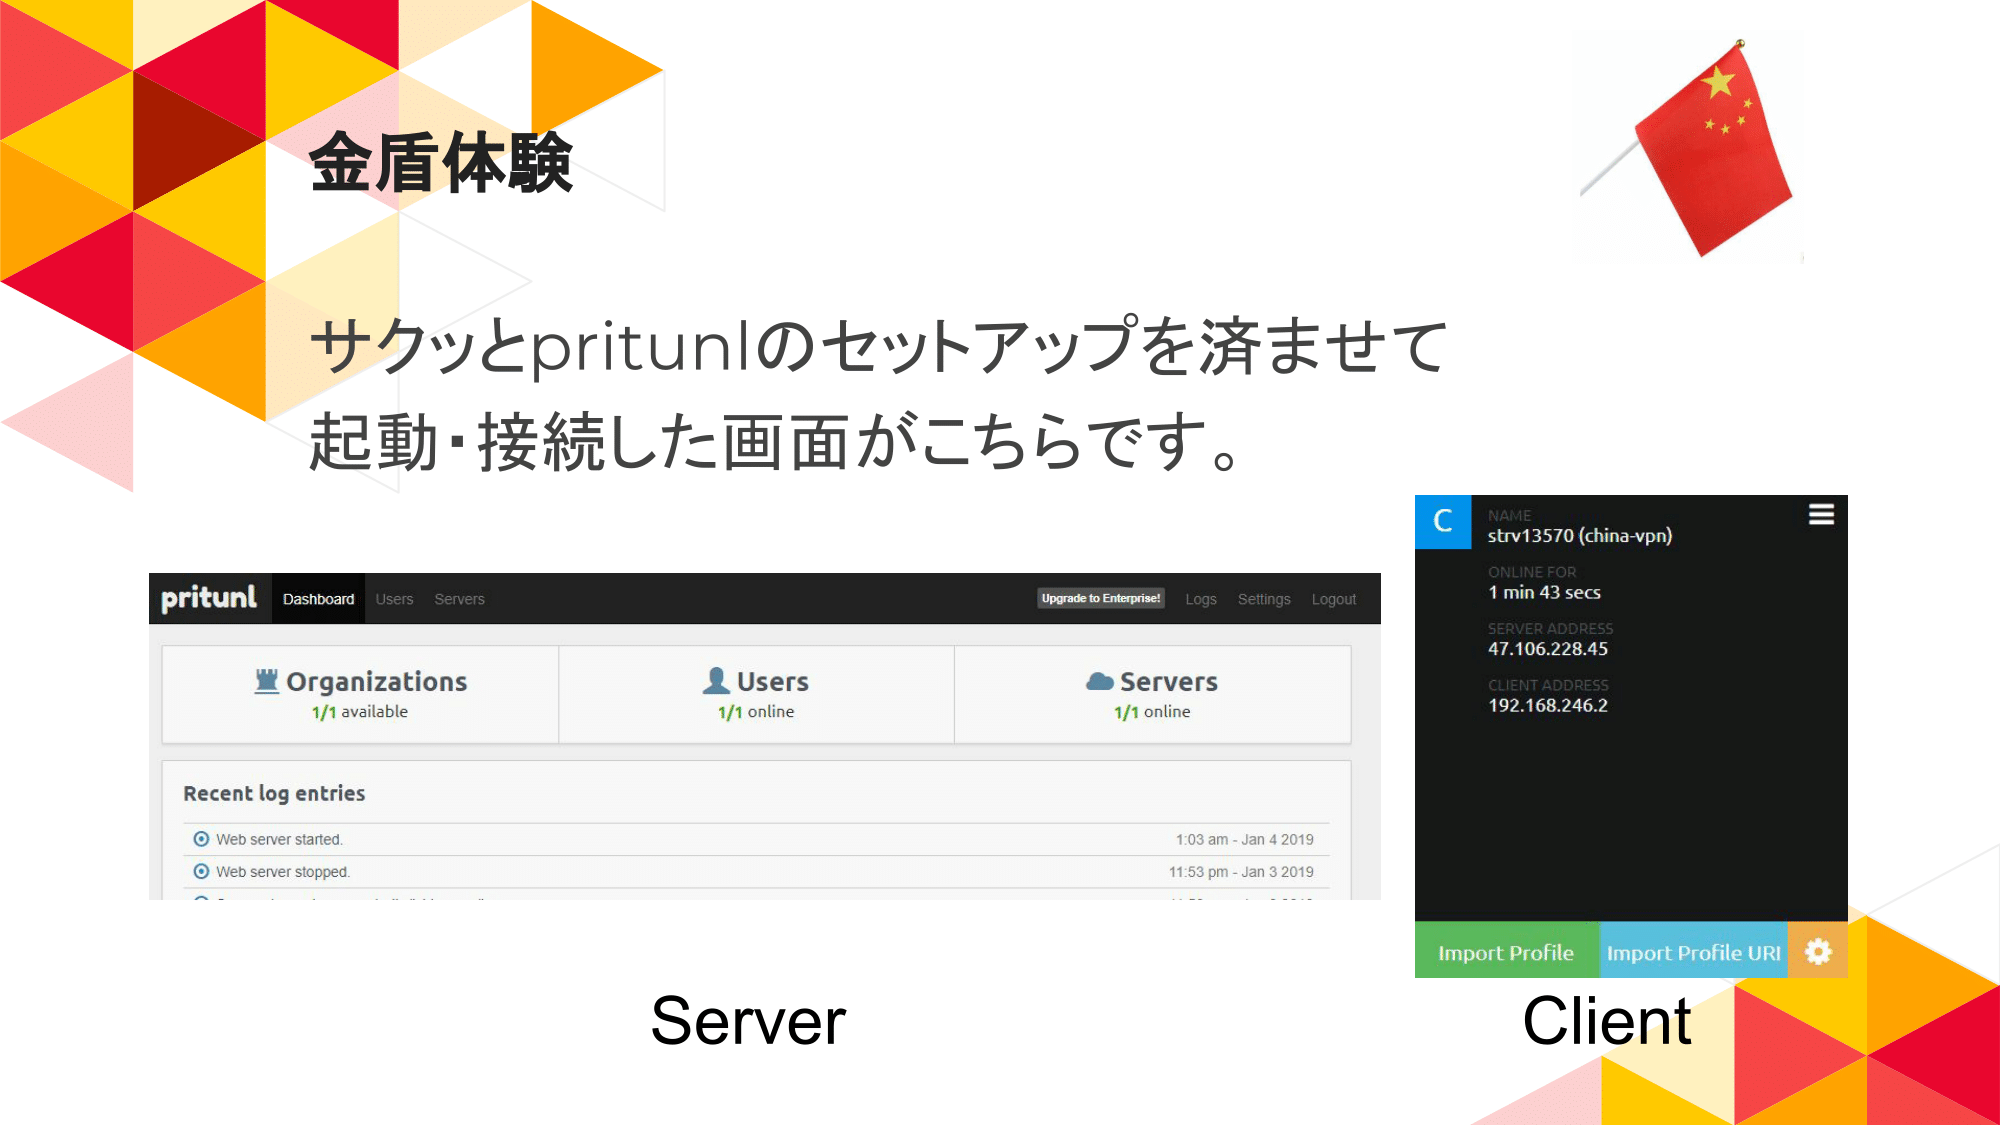 金盾体験
サクッとpritunlのセットアップを済ませて
起動・接続した画面がこちらです。
pritunl Dashboard Users Servers Upgrade to Enterprise! Logs Settings Logout
Organizations
1/1 available
Users
1/1 online
Servers
1/1 online
Recent log entries
Web server started. 1:03 am - Jan 4 2019
Web server stopped. 11:53 pm - Jan 3 2019
Server
C
NAME
strv13570 (china-vpn)
ONLINE FOR
1 min 43 secs
SERVER ADDRESS
47.106.228.45
CLIENT ADDRESS
192.168.246.2
Import Profile Import Profile URI
Client